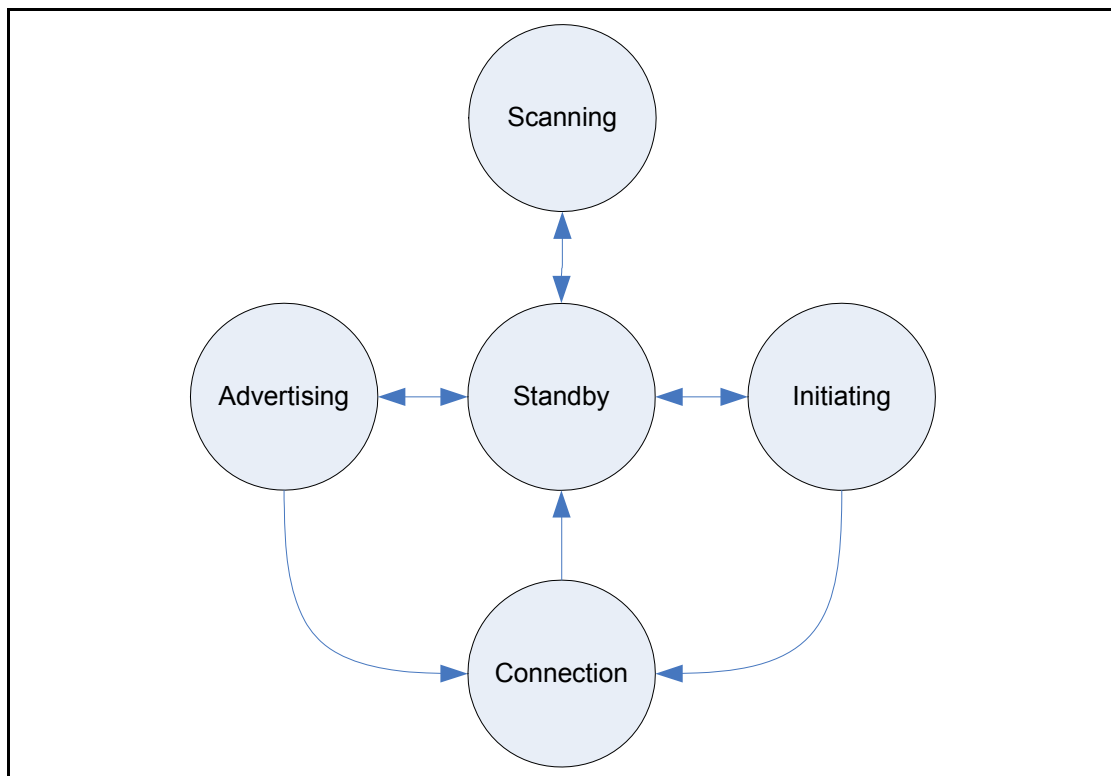 Scanning
Advertising
Standby
Initiating
Connection